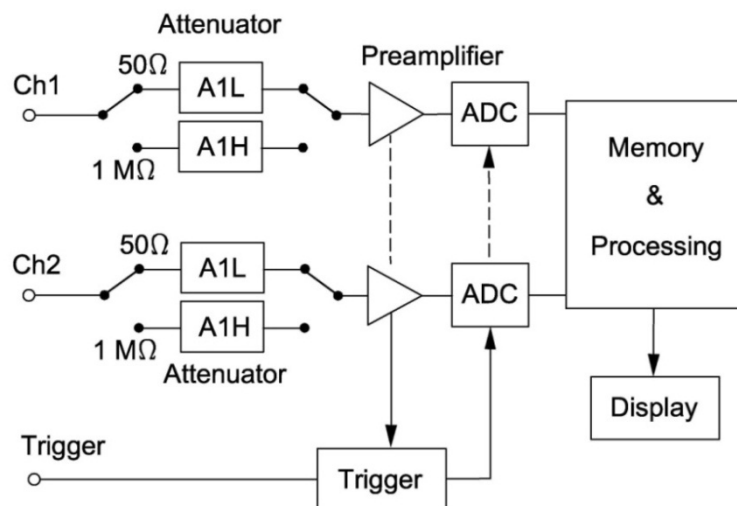 Attenuator
Preamplifier
50Ω
Ch1
A1L
ADC
A1H
1 MΩ
Memory
&
Processing
50Ω
Ch2
A1L
ADC
A1H
1 MΩ
Attenuator
Display
Trigger
Trigger